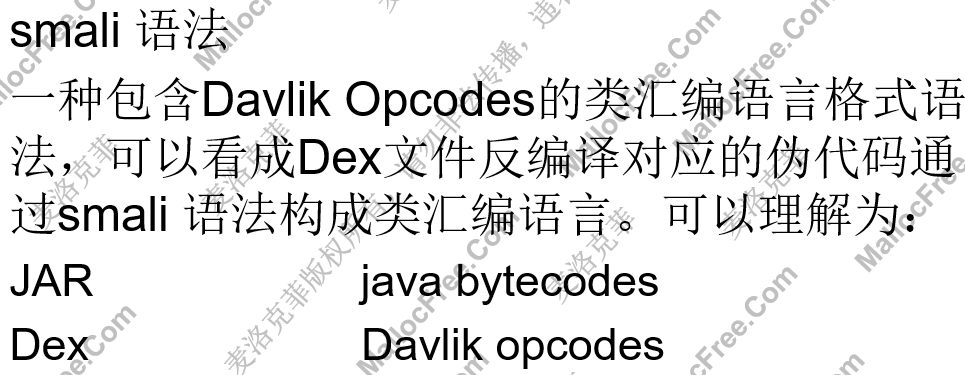 smali 语法
一种包含Davlik Opcodes的类汇编语言格式语
法，可以看成Dex文件反编译对应的伪代码通
过smali 语法构成类汇编语言。可以理解为：
JAR java bytecodes
Dex Davlik opcodes